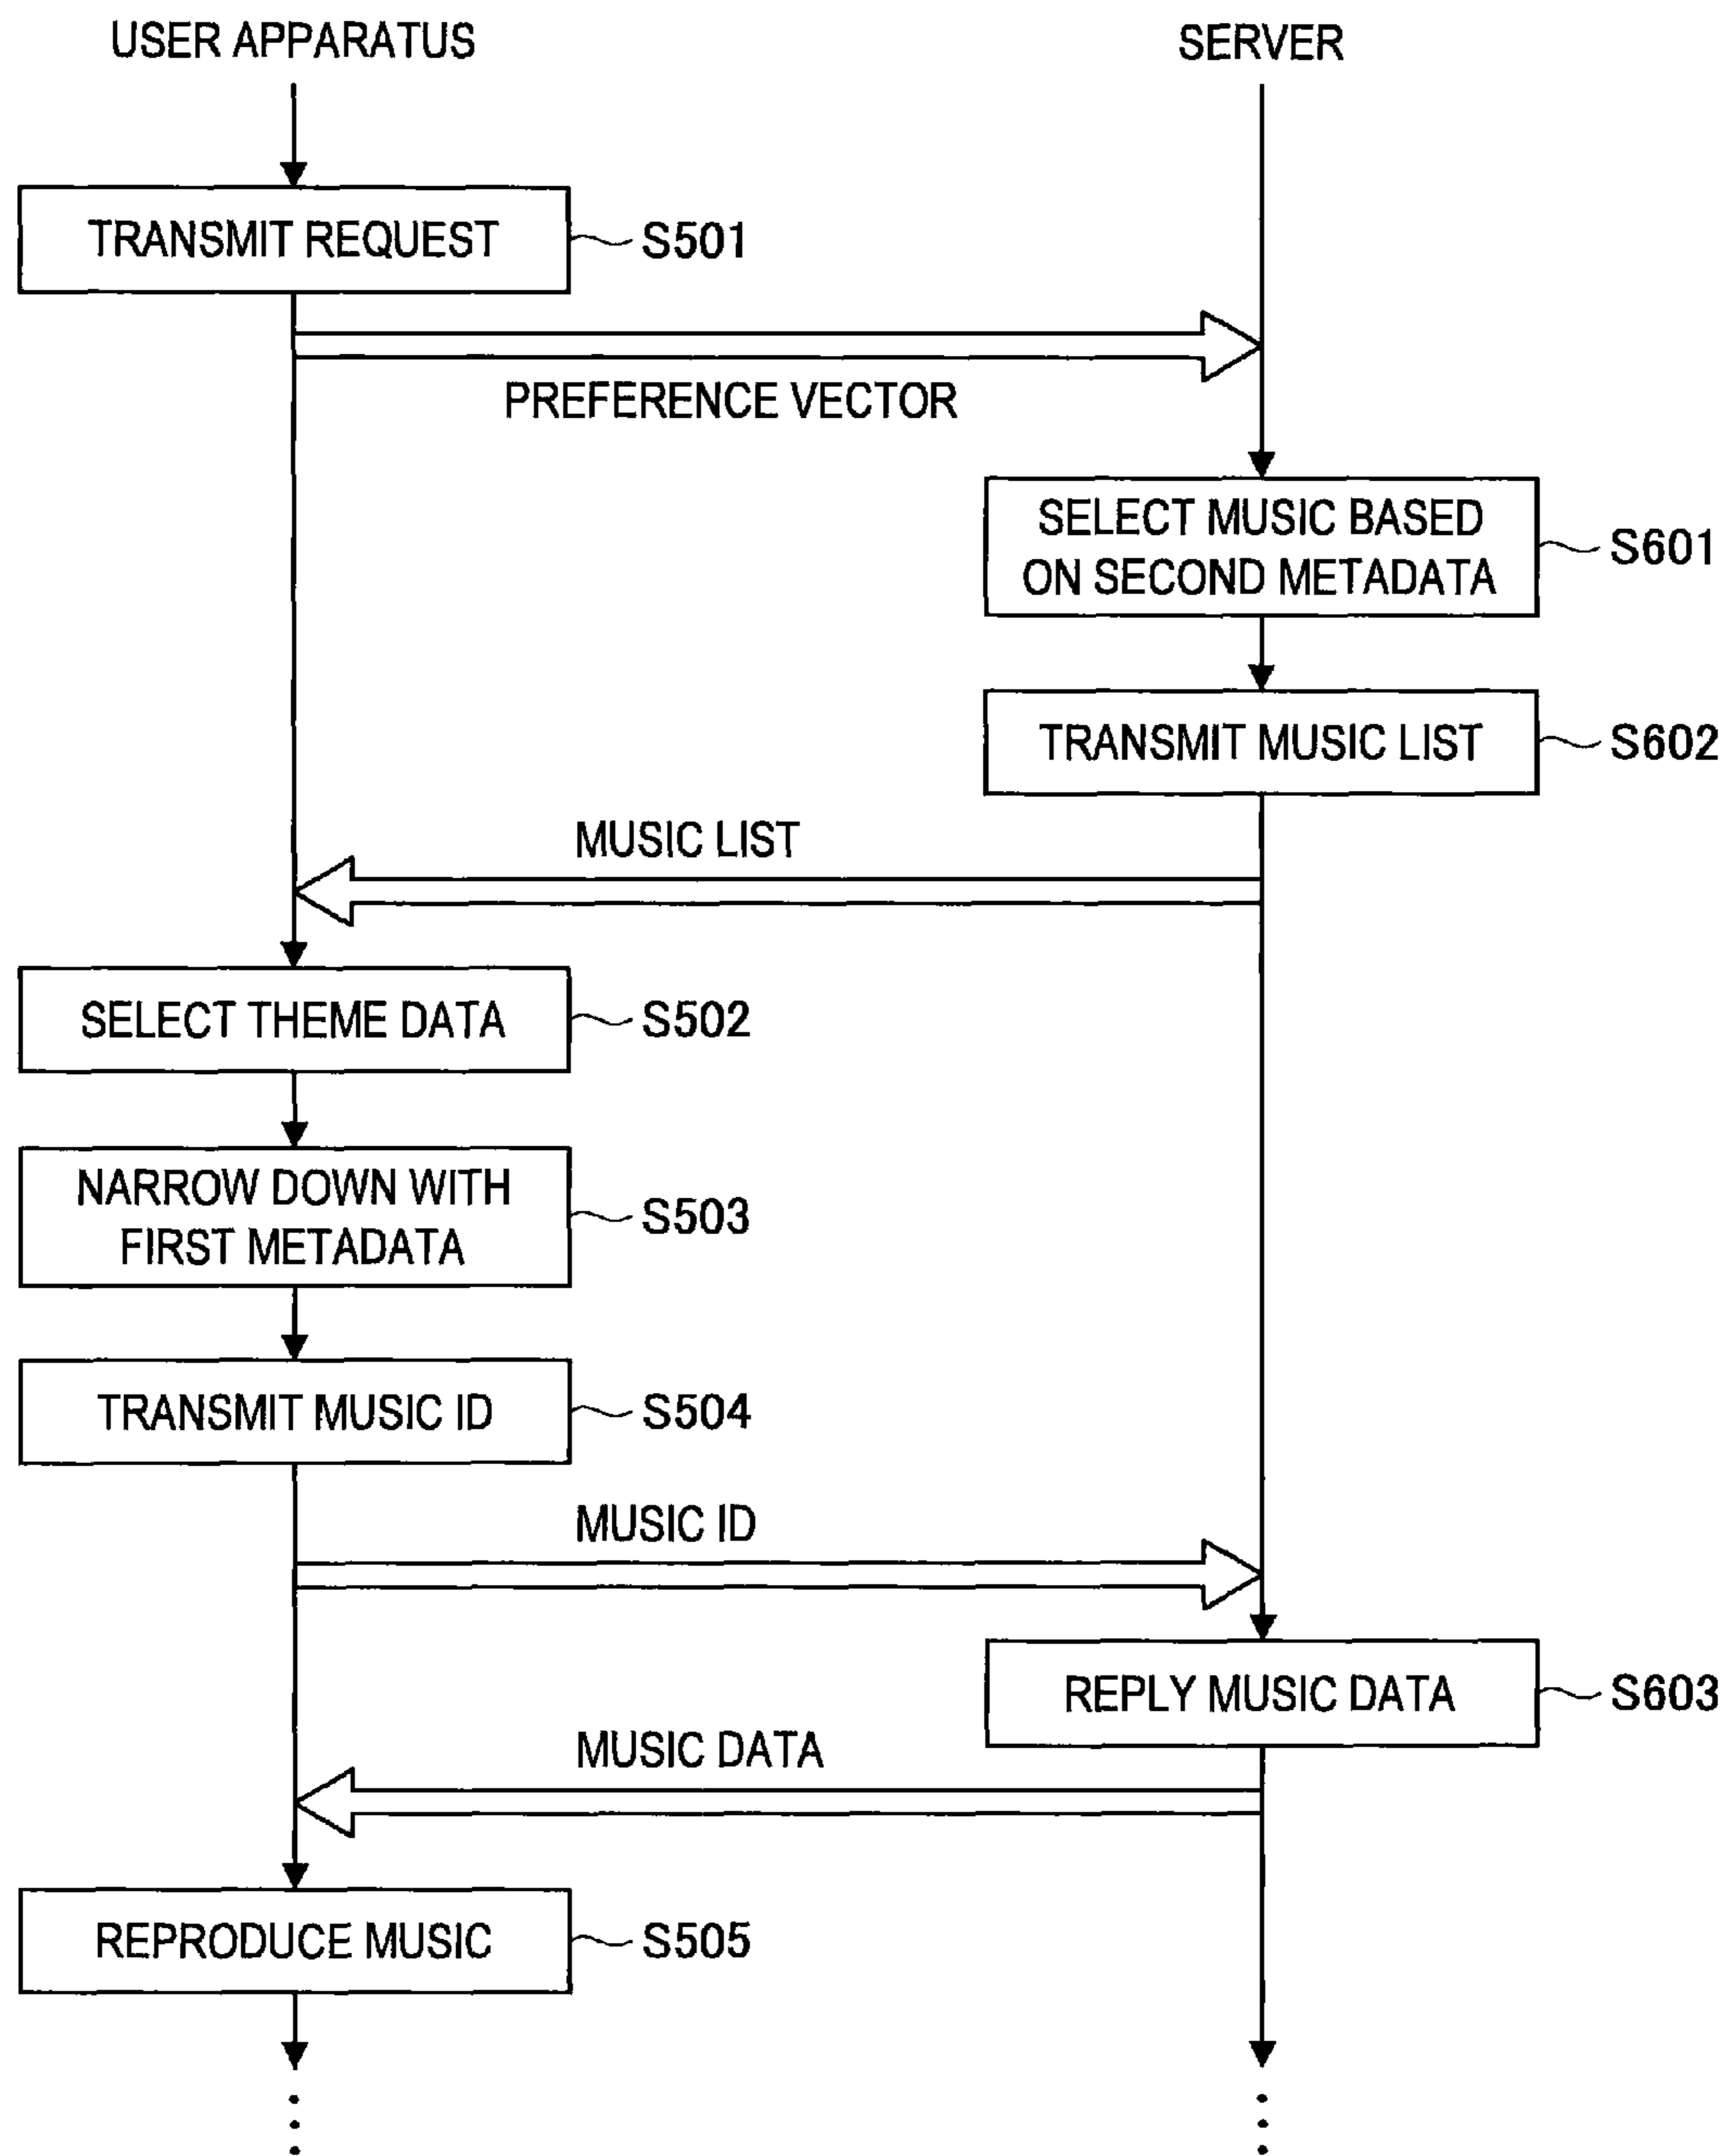 USER APPARATUS
SERVER
TRANSMIT REQUEST
S501
PREFERENCE VECTOR
SELECT MUSIC BASED
ON SECOND METADATA
S601
TRANSMIT MUSIC LIST
S602
MUSIC LIST
SELECT THEME DATA
S502
NARROW DOWN WITH
FIRST METADATA
S503
TRANSMIT MUSIC ID
S504
MUSIC ID
REPLY MUSIC DATA
S603
MUSIC DATA
REPRODUCE MUSIC
S505